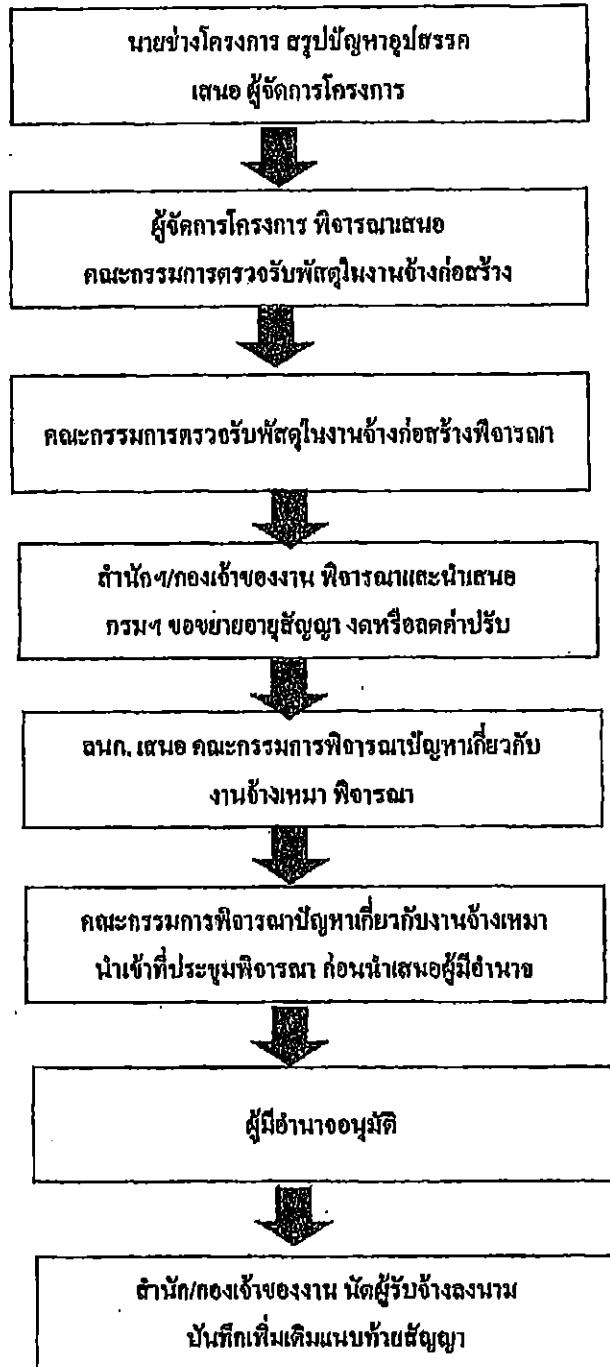 นายช่างโครงการ สรุปปัญหาอุปสรรค
เสนอ ผู้จัดการโครงการ
ผู้จัดการโครงการ พิจารณาเสนอ
คณะกรรมการตรวจรับพัสดุในงานจ้างก่อสร้าง
คณะกรรมการตรวจรับพัสดุในงานจ้างก่อสร้างพิจารณา
สำนักฯ/กองเจ้าของงาน พิจารณาและนำเสนอ
กรมฯ ขอขยายอายุสัญญา งดหรือลดค่าปรับ
ลนก. เสนอ คณะกรรมการพิจารณาปัญหาเกี่ยวกับ
งานจ้างเหมา พิจารณา
คณะกรรมการพิจารณาปัญหาเกี่ยวกับงานจ้างเหมา
นำเข้าที่ประชุมพิจารณา ก่อนนำเสนอผู้มีอำนาจ
ผู้มีอำนาจอนุมัติ
สำนัก/กองเจ้าของงาน นัดผู้รับจ้างลงนาม
บันทึกเพิ่มเติมแนบท้ายสัญญา